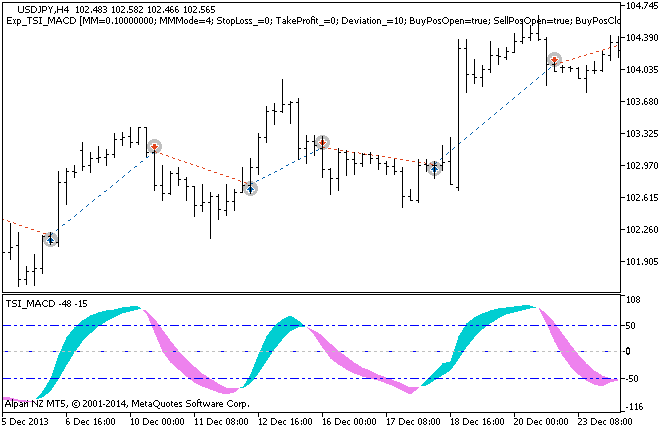 USDJPY,H4 102.483 102.582 102.466 102.565
Exp_TSI_MACD [MM=0.10000000; MMMode=4; StopLoss_=0; TakeProfit_=0; Deviation_=10; BuyPosOpen=true; SellPosOpen=true; BuyPosClo
104.745
104.390
104.035
103.680
103.325
102.970
102.615
102.260
101.905
TSI_MACD -48 -15
108
50
0
-50
-116
Alpari NZ MT5, © 2001-2014, MetaQuotes Software Corp.
5 Dec 2013
6 Dec 16:00
10 Dec 00:00
11 Dec 08:00
12 Dec 16:00
16 Dec 00:00
17 Dec 08:00
18 Dec 16:00
20 Dec 00:00
23 Dec 08:00